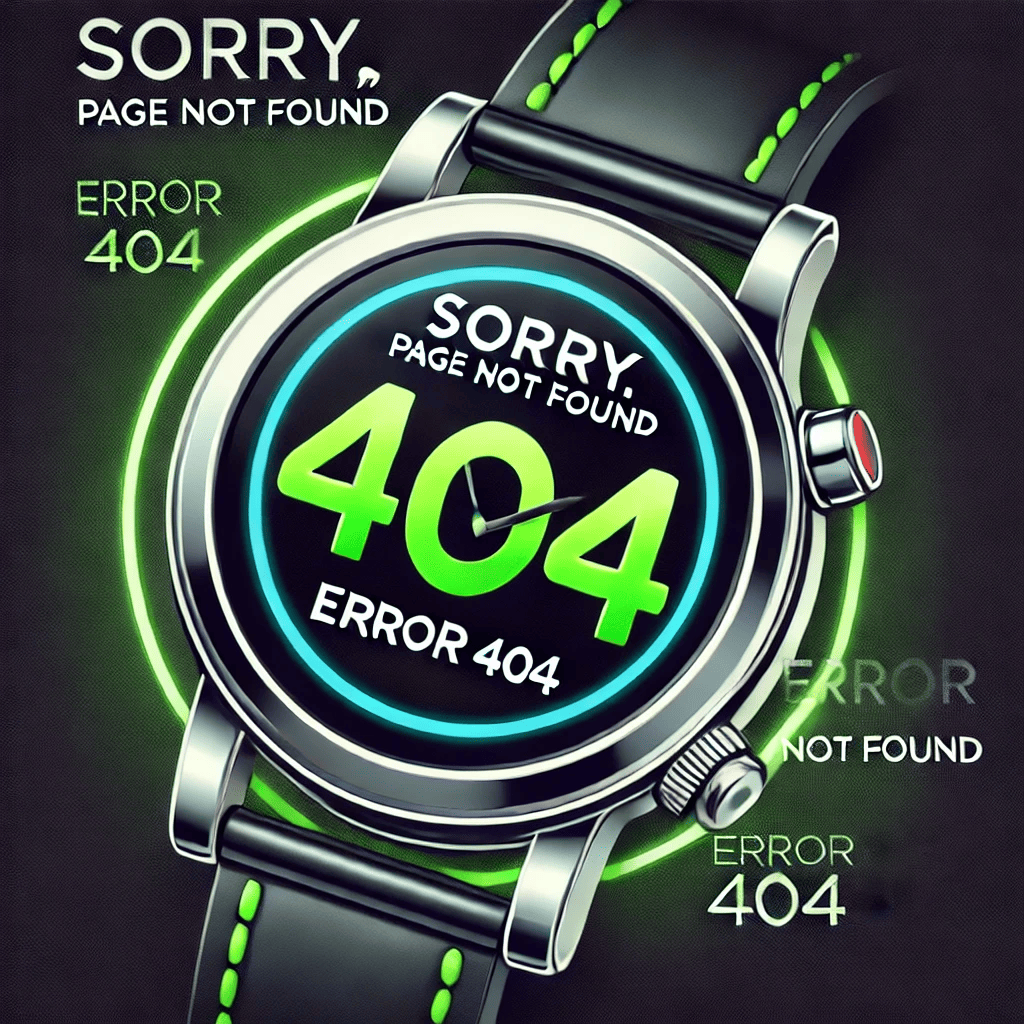 SORRY,
PAGE NOT FOUND
ERROR
404
SORRY,
PAGE NOT FOUND
404
ERROR 404
ERROR
NOT FOUND
ERROR
404